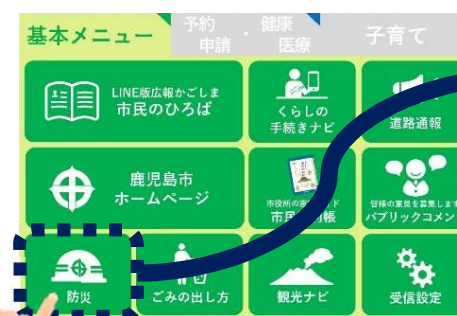 基本メニュー
予約
申請
・
健康
医療
子育て
LINE版広報かごしま
市民のひろば
くらしの
手続きナビ
道路通報
鹿児島市
ホームページ
市民
帳
皆様の意見を募集します
パブリックコメン
防災
ごみの出し方
観光ナビ
受信設定